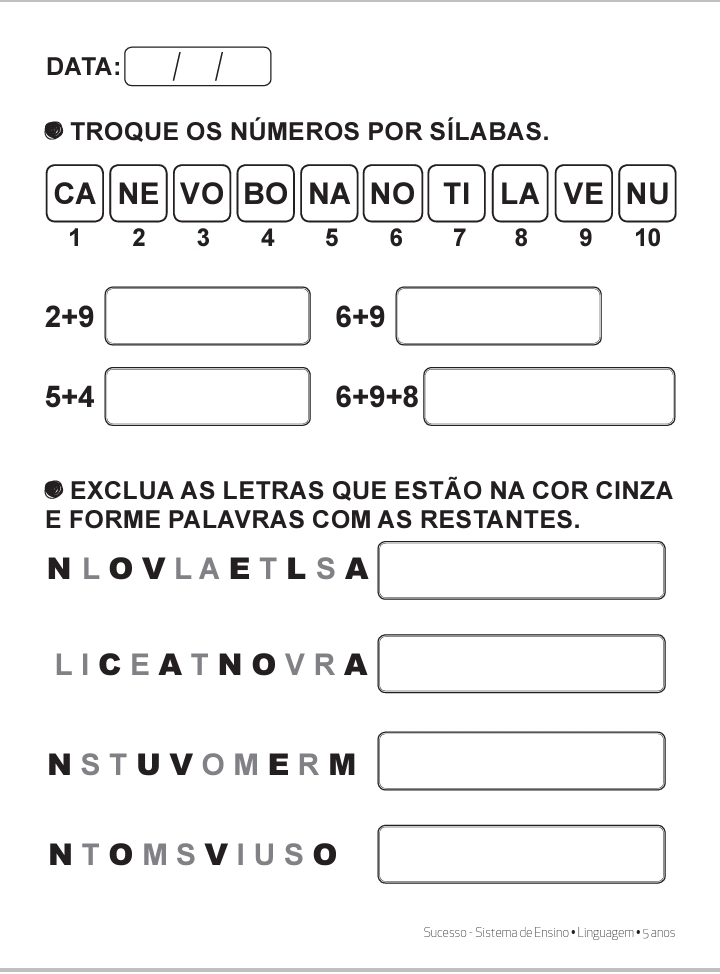 DATA: / /
TROQUE OS NÚMEROS POR SÍLABAS.
CA NE VO BO NA NO TI LA VE NU
1 2 3 4 5 6 7 8 9 10
2+9 6+9
5+4 6+9+8
EXCLUA AS LETRAS QUE ESTÃO NA COR CINZA
E FORME PALAVRAS COM AS RESTANTES.
N L O V L A E T L S A
L I C E A T N O V R A
N S T U V O M E R M
N T O M S V I U S O
Sucesso - Sistema de Ensino • Linguagem • 5 anos